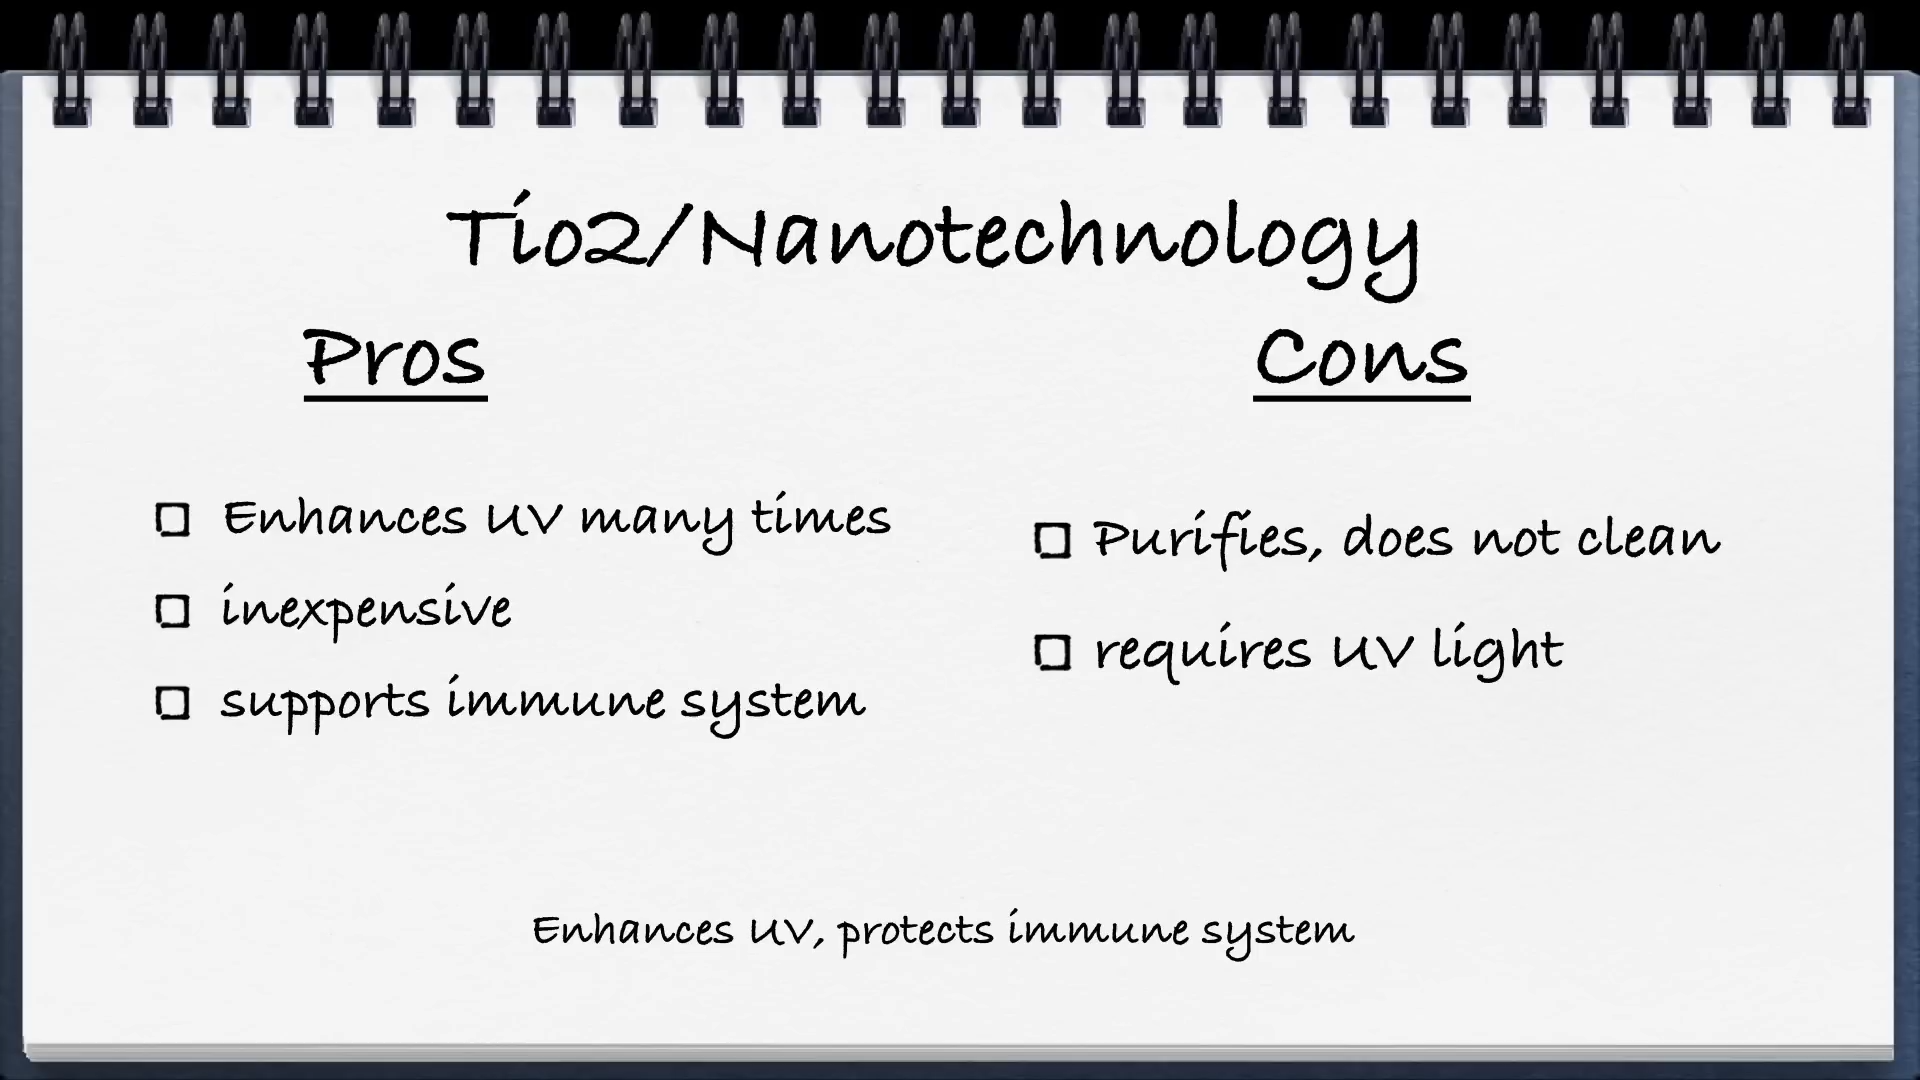 Tio2/Nanotechnology
Pros
Enhances UV many times
inexpensive
supports immune system
Cons
Purifies, does not clean
requires UV light
Enhances UV, protects immune system